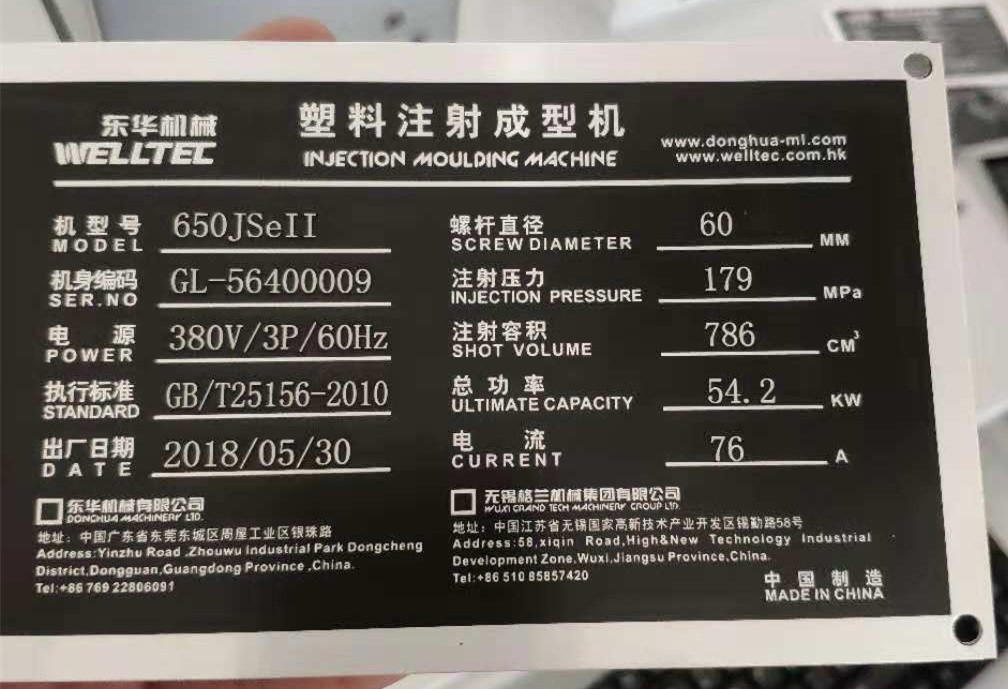 东华机械
WELLTEC
塑料注射成型机
INJECTION MOULDING MACHINE
www.donghua-ml.com
www.welltec.com.hk
机型号 650JSeII
MODEL
机身编码 GL-56400009
SER.NO
电源 380V/3P/60Hz
POWER
执行标准 GB/T25156-2010
STANDARD
出厂日期 2018/05/30
DATE
螺杆直径 60 MM
SCREW DIAMETER
注射压力 179 MPa
INJECTION PRESSURE
注射容积 786 CM³
SHOT VOLUME
总功率 54.2 KW
ULTIMATE CAPACITY
电流 76 A
CURRENT
东华机械有限公司
DONGHUA MACHINERY LTD.
地址：中国广东省东莞东城区周屋工业区银珠路
Address:Yinzhu Road ,Zhouwu Industrial Park Dongcheng
District,Dongguan,Guangdong Province ,China.
Tel:+86 769 22806091
无锡格兰机械集团有限公司
WUXI GRAND TECH MACHINERY GROUP LTD.
地址：中国江苏省无锡国家高新技术产业开发区锡勤路58号
Address:58,xiqin Road,High&New Technology Industrial
Development Zone,Wuxi,Jiangsu Province,China.
Tel:+86 510 85857420
中国制造
MADE IN CHINA